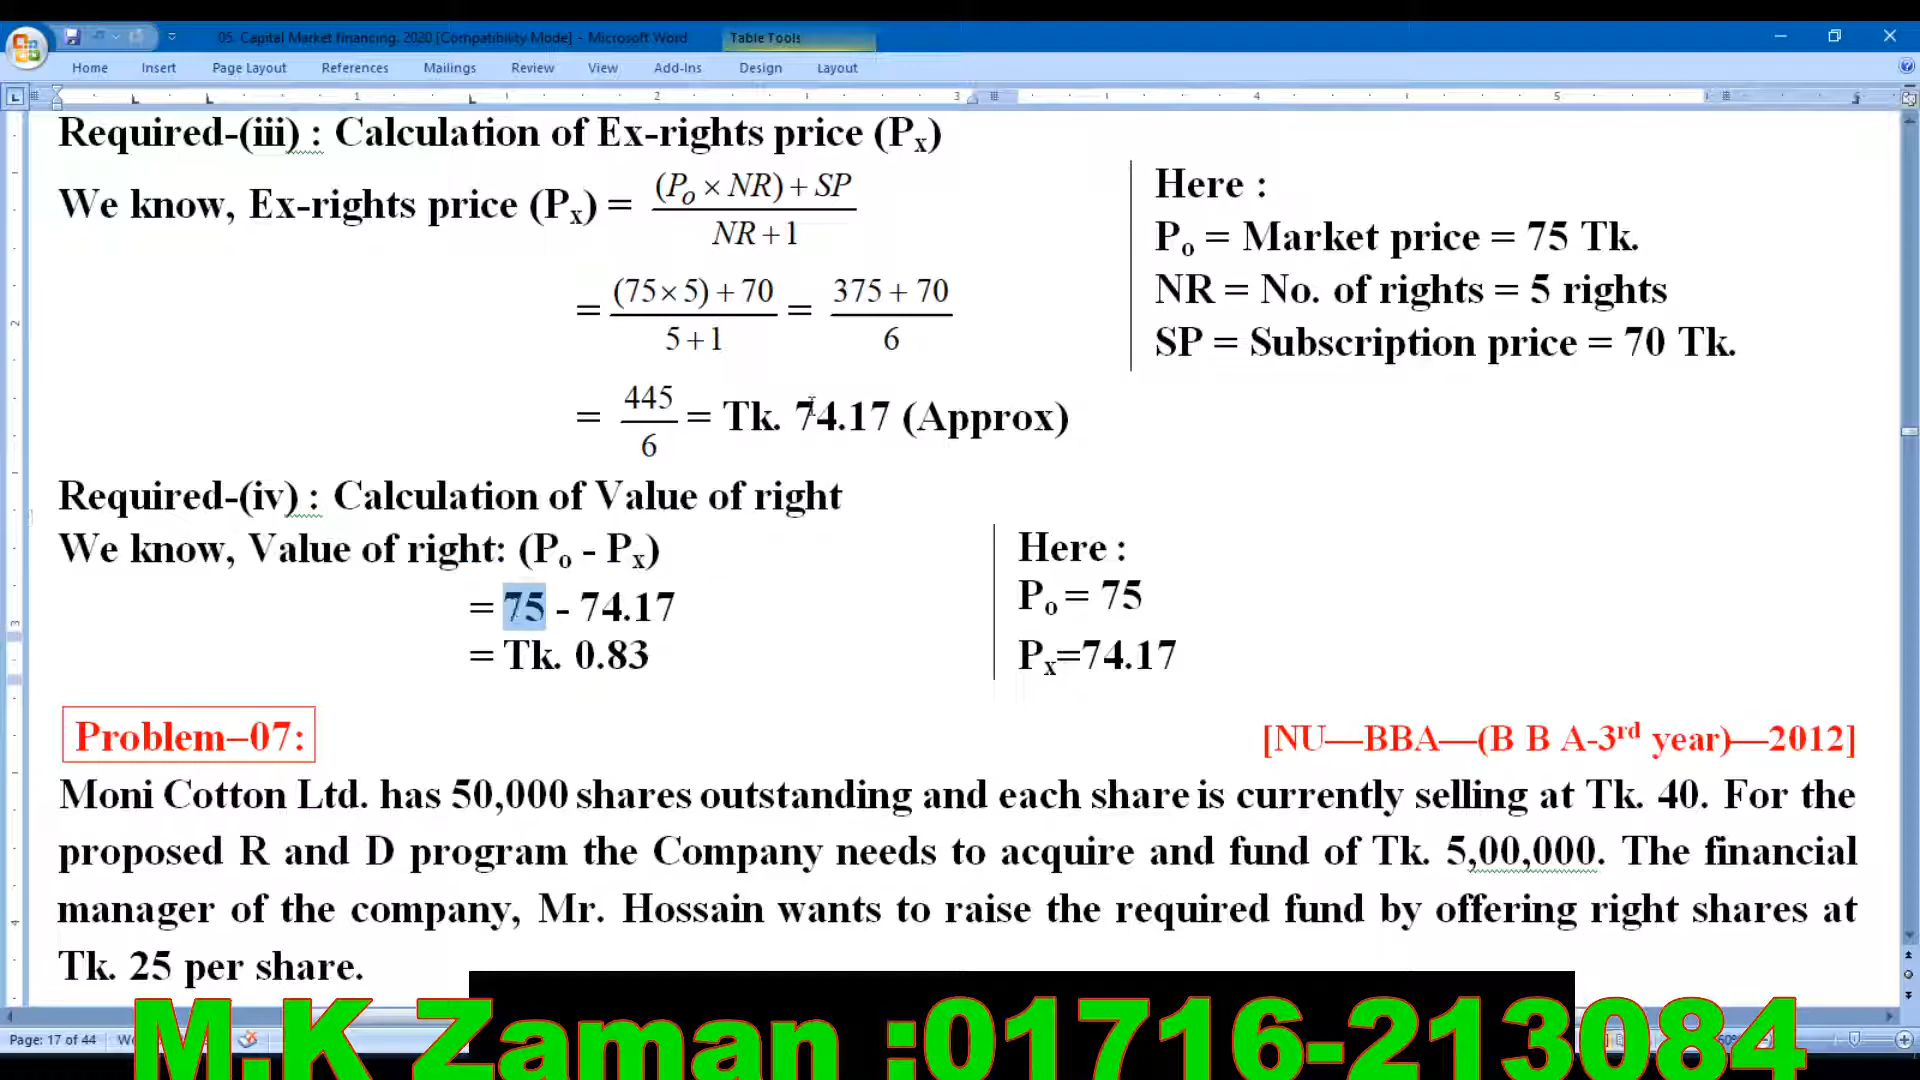 05. Capital Market financing. 2020 [Compatibility Mode] - Microsoft Word
Table Tools
Home Insert Page Layout References Mailings Review View Add-Ins Design Layout
1 2 3 4 5
Required-(iii) : Calculation of Ex-rights price (Px)
We know, Ex-rights price (Px) = (Po × NR) + SP / NR + 1
= (75 × 5) + 70 / 5 + 1 = 375 + 70 / 6
= 445 / 6 = Tk. 74.17 (Approx)
Here :
Po = Market price = 75 Tk.
NR = No. of rights = 5 rights
SP = Subscription price = 70 Tk.
Required-(iv) : Calculation of Value of right
We know, Value of right: (Po - Px)
= 75 - 74.17
= Tk. 0.83
Here :
Po = 75
Px=74.17
Problem–07:
[NU—BBA—(B B A-3rd year)—2012]
Moni Cotton Ltd. has 50,000 shares outstanding and each share is currently selling at Tk. 40. For the
proposed R and D program the Company needs to acquire and fund of Tk. 5,00,000. The financial
manager of the company, Mr. Hossain wants to raise the required fund by offering right shares at
Tk. 25 per share.
Page: 17 of 44
M.K Zaman :01716-213084